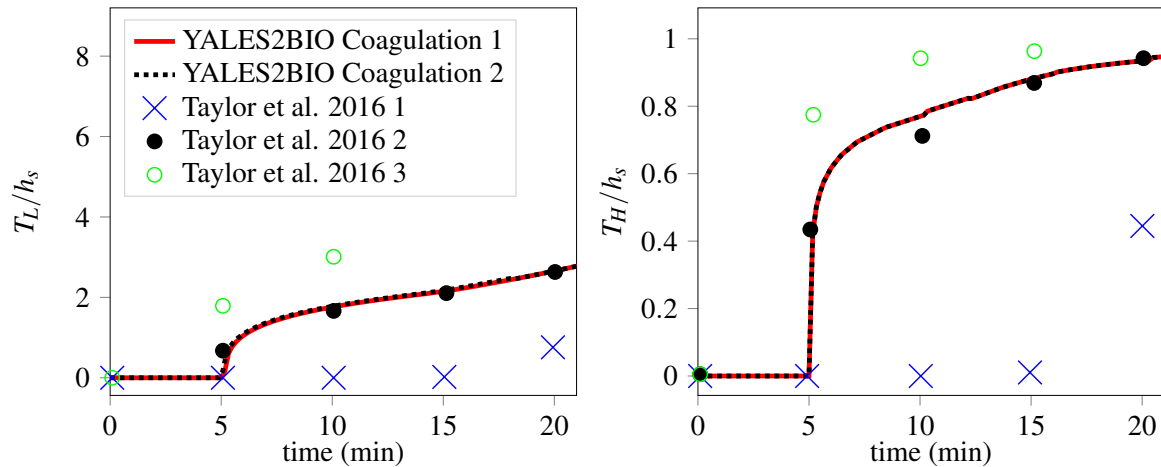 8
6
4
2
0
T_L/h_s
YALES2BIO Coagulation 1
YALES2BIO Coagulation 2
Taylor et al. 2016 1
Taylor et al. 2016 2
Taylor et al. 2016 3
0 5 10 15 20
time (min)
1
0.8
0.6
0.4
0.2
0
T_H/h_s
0 5 10 15 20
time (min)